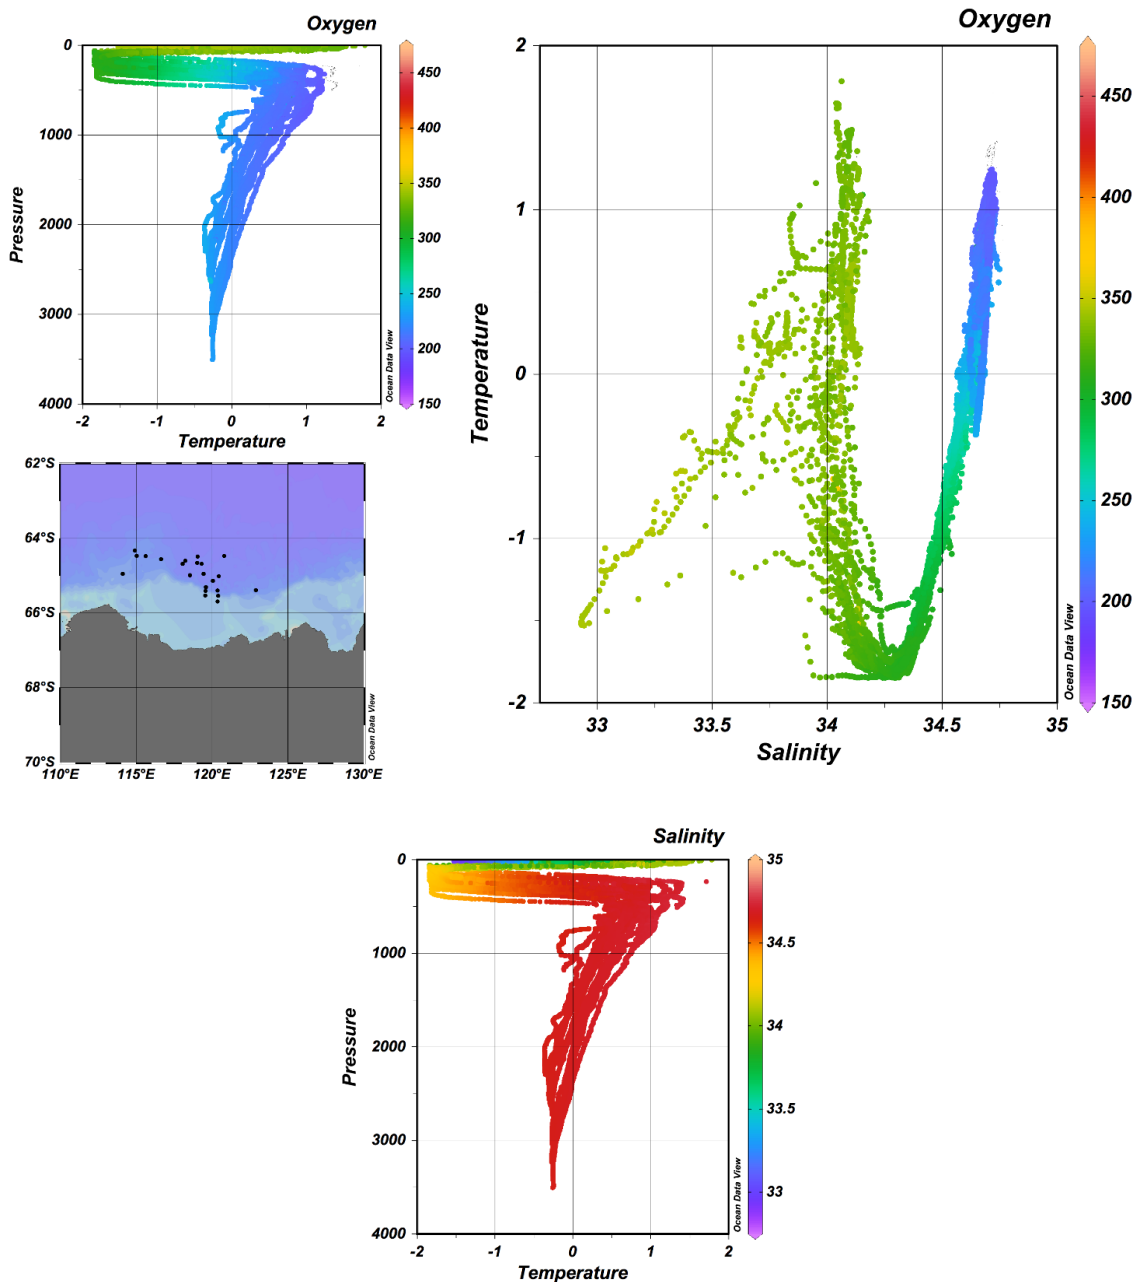 Oxygen
0
1000
2000
3000
4000
Pressure
-2
-1
0
1
2
Temperature
450
400
350
300
250
200
150
Ocean Data View
Oxygen
2
1
0
-1
-2
Temperature
33
33.5
34
34.5
35
Salinity
450
400
350
300
250
200
150
Ocean Data View
62°S
64°S
66°S
68°S
70°S
110°E
115°E
120°E
125°E
130°E
Ocean Data View
Salinity
0
1000
2000
3000
4000
Pressure
-2
-1
0
1
2
Temperature
35
34.5
34
33.5
33
Ocean Data View